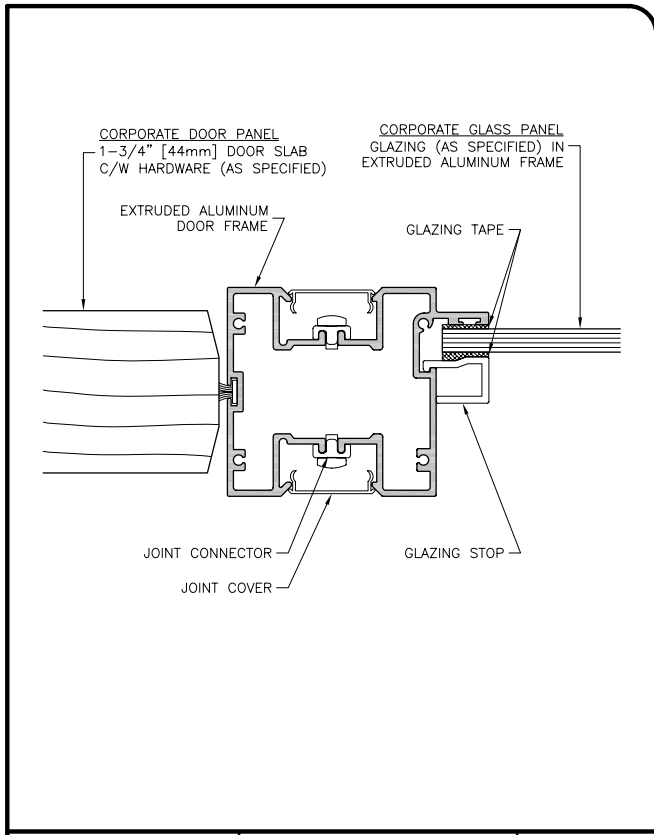 CORPORATE DOOR PANEL
1-3/4" [44mm] DOOR SLAB
C/W HARDWARE (AS SPECIFIED)
CORPORATE GLASS PANEL
GLAZING (AS SPECIFIED) IN
EXTRUDED ALUMINUM FRAME
EXTRUDED ALUMINUM
DOOR FRAME
GLAZING TAPE
JOINT CONNECTOR
GLAZING STOP
JOINT COVER